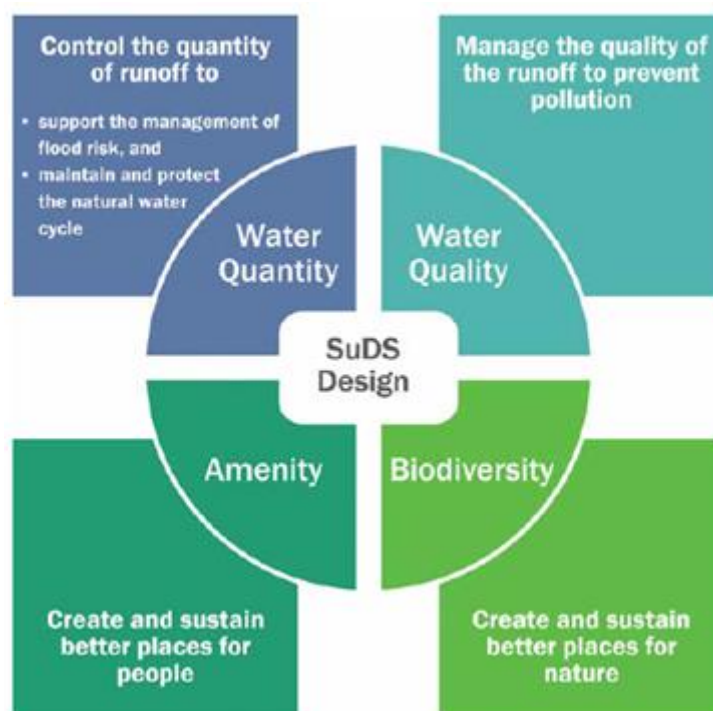 Control the quantity
of runoff to
• support the management of
flood risk, and
• maintain and protect
the natural water
cycle
Water
Quantity
Manage the quality of
the runoff to prevent
pollution
Water
Quality
SuDS
Design
Amenity
Create and sustain
better places for
people
Biodiversity
Create and sustain
better places for
nature